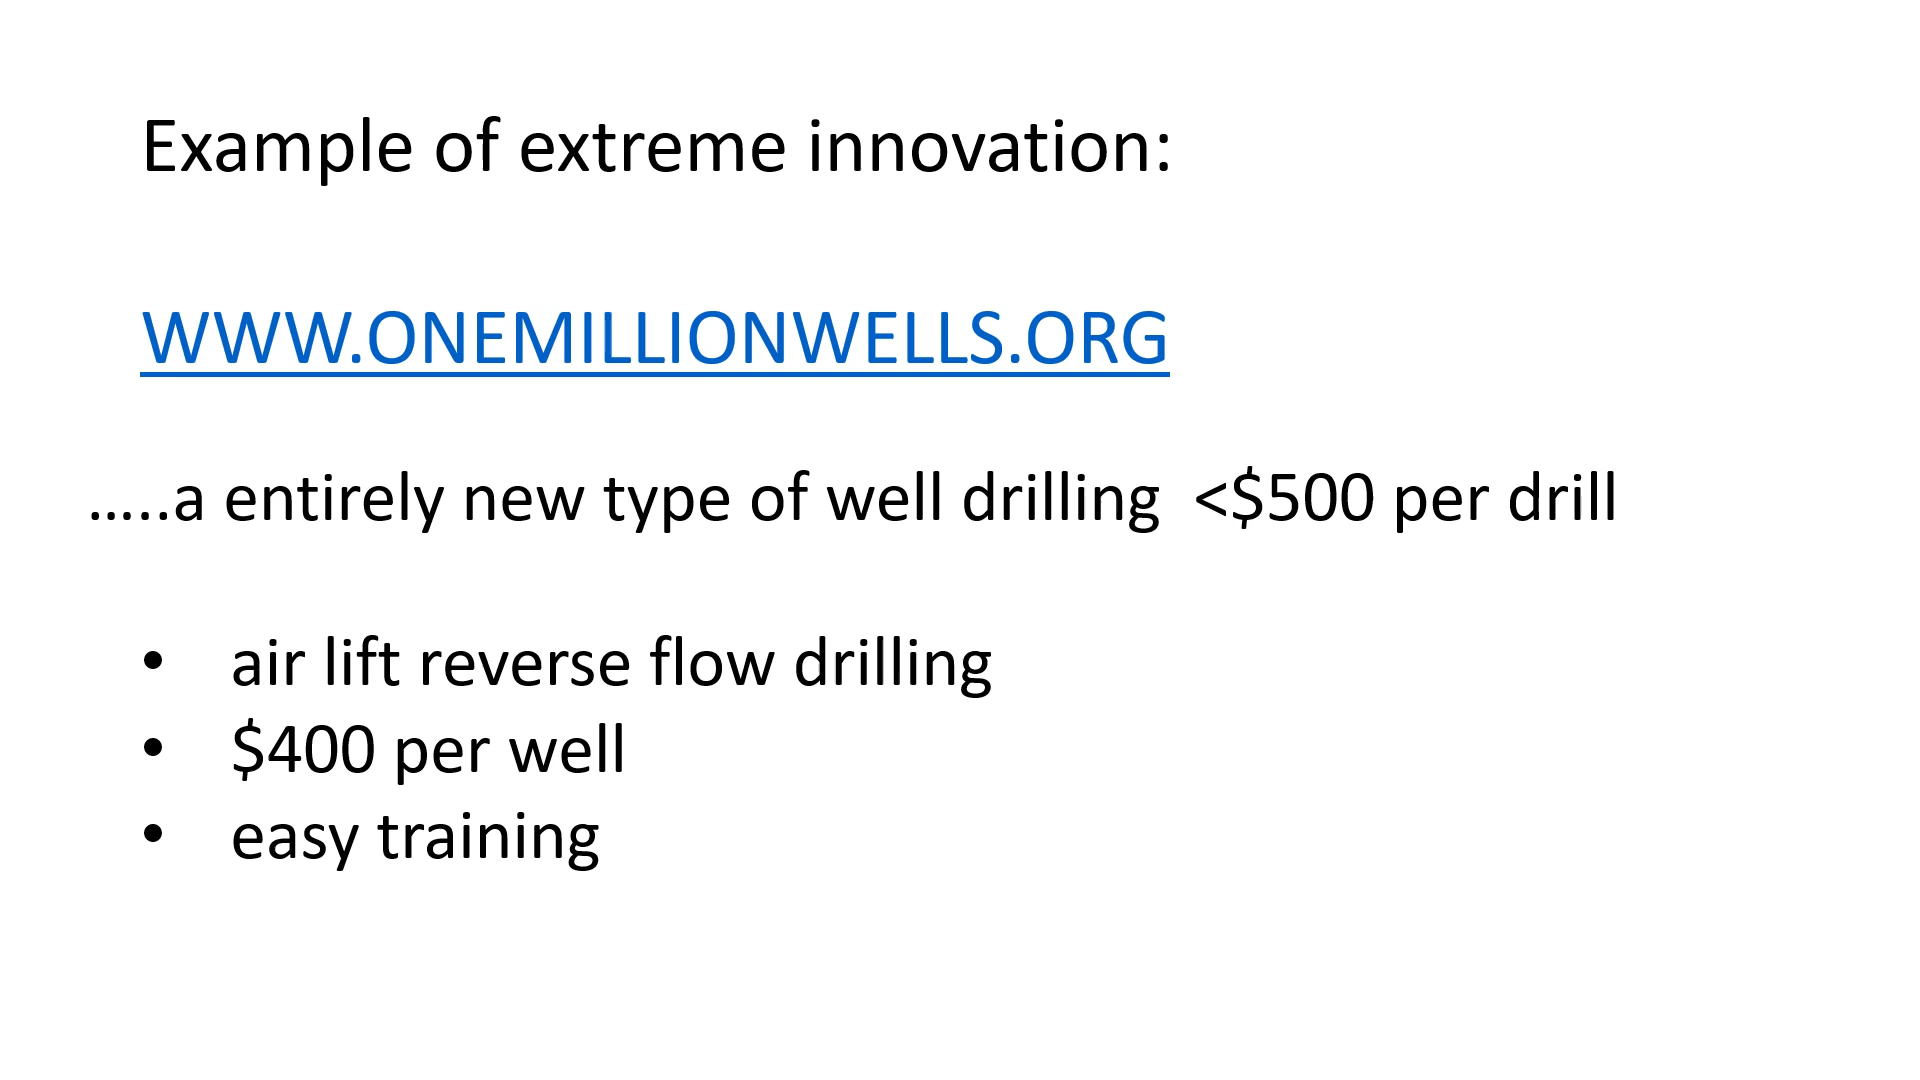 Example of extreme innovation:
WWW.ONEMILLIONWELLS.ORG
…..a entirely new type of well drilling  <$500 per drill
• air lift reverse flow drilling
• $400 per well
• easy training